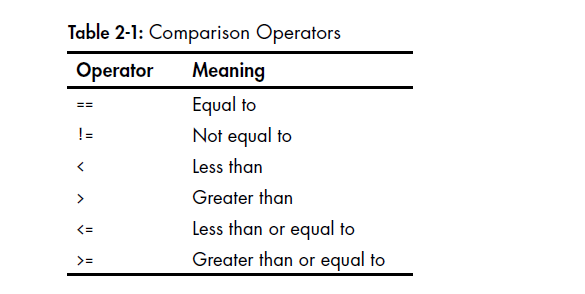 Table 2-1: Comparison Operators
Operator Meaning
== Equal to
!= Not equal to
< Less than
> Greater than
<= Less than or equal to
>= Greater than or equal to